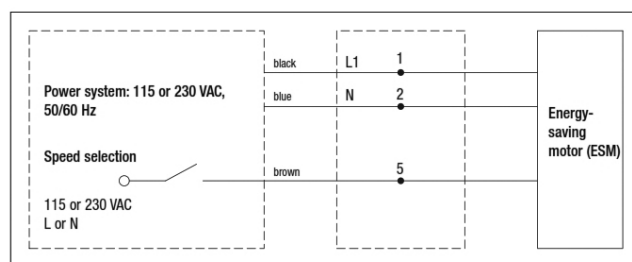 black L1 1
Power system: 115 or 230 VAC,
50/60 Hz
blue N 2
Energy-
saving
motor (ESM)
Speed selection
brown 5
115 or 230 VAC
L or N